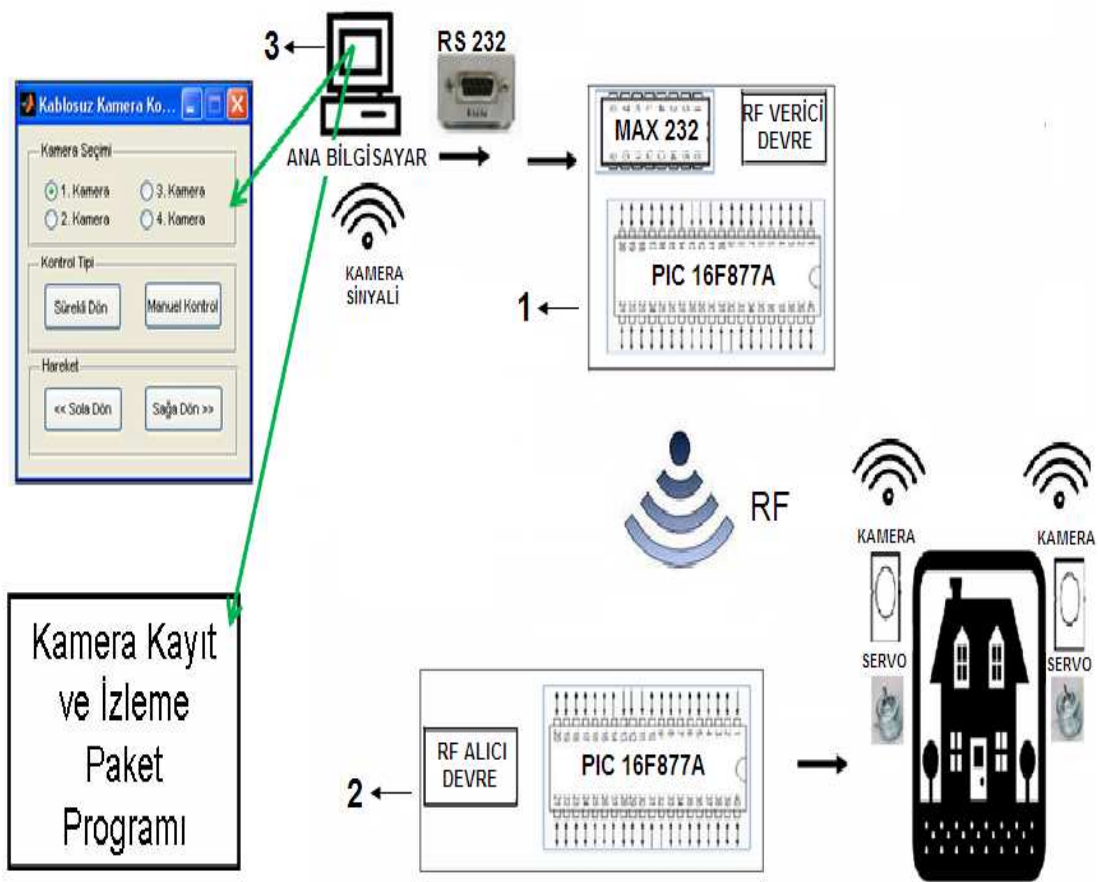 3
RS 232
Kablosuz Kamera Ko...
Kamera Seçimi
1. Kamera
3. Kamera
2. Kamera
4. Kamera
Kontrol Tipi
Sürekli Dön
Manuel Kontrol
Hareket
<< Sola Dön
Sağa Dön >>
ANA BİLGİSAYAR
KAMERA
SİNYALİ
MAX 232
RF VERİCİ
DEVRE
PIC 16F877A
1
RF
KAMERA
SERVO
KAMERA
SERVO
Kamera Kayıt
ve İzleme
Paket
Programı
2
RF ALICI
DEVRE
PIC 16F877A